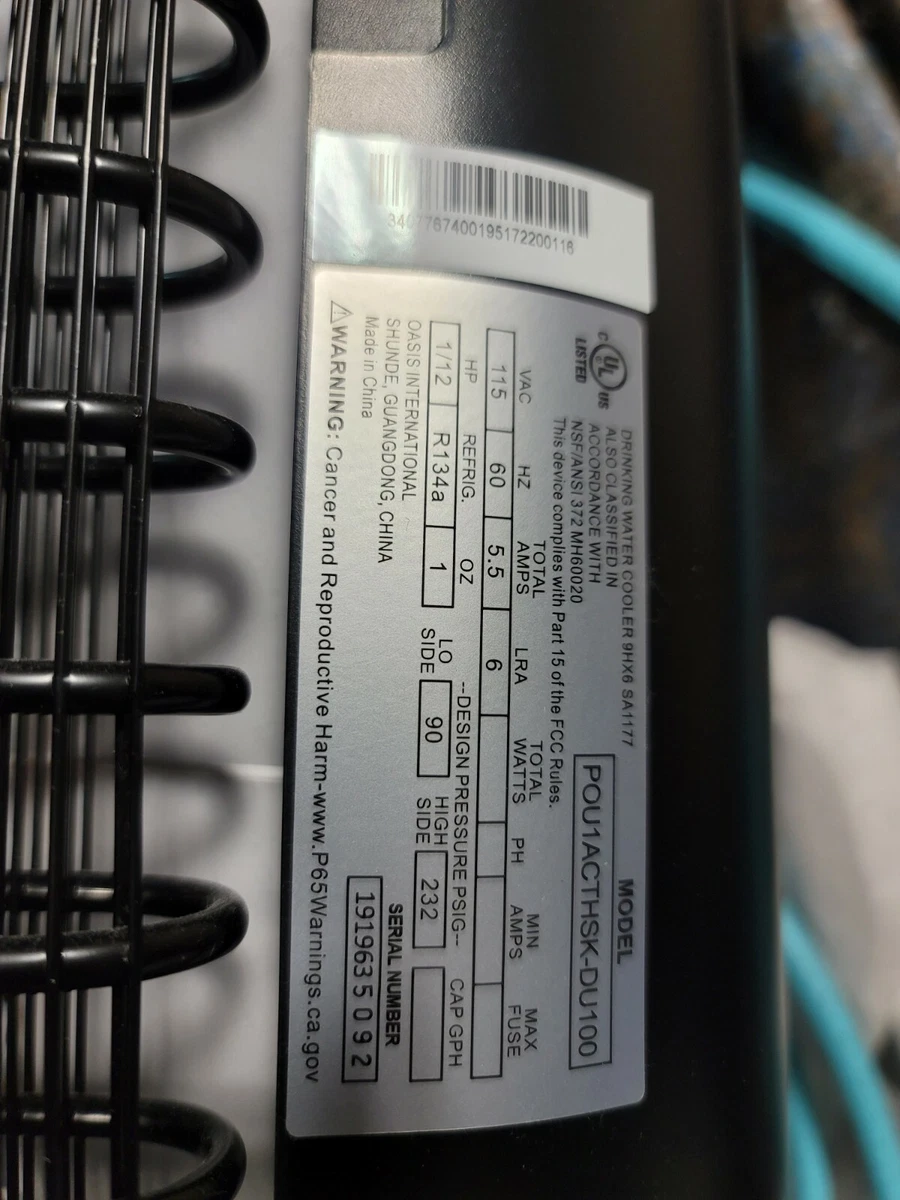 767400195172200116
C UL US
LISTED
DRINKING WATER COOLER 9HX6 SA1177
ALSO CLASSIFIED IN
ACCORDANCE WITH
NSF/ANSI 372 MH60020
This device complies with Part 15 of the FCC Rules.
MODEL
POU1ACTHSK-DU100
VAC HZ TOTAL AMPS LRA TOTAL WATTS PH MIN AMPS MAX FUSE
115 60 5.5 6
HP REFRIG. OZ --DESIGN PRESSURE PSIG-- CAP GPH
1/12 R134a 1 LO SIDE 90 HIGH SIDE 232
OASIS INTERNATIONAL
SHUNDE, GUANGDONG, CHINA
Made in China
SERIAL NUMBER
1919635092
⚠WARNING: Cancer and Reproductive Harm-www.P65Warnings.ca.gov